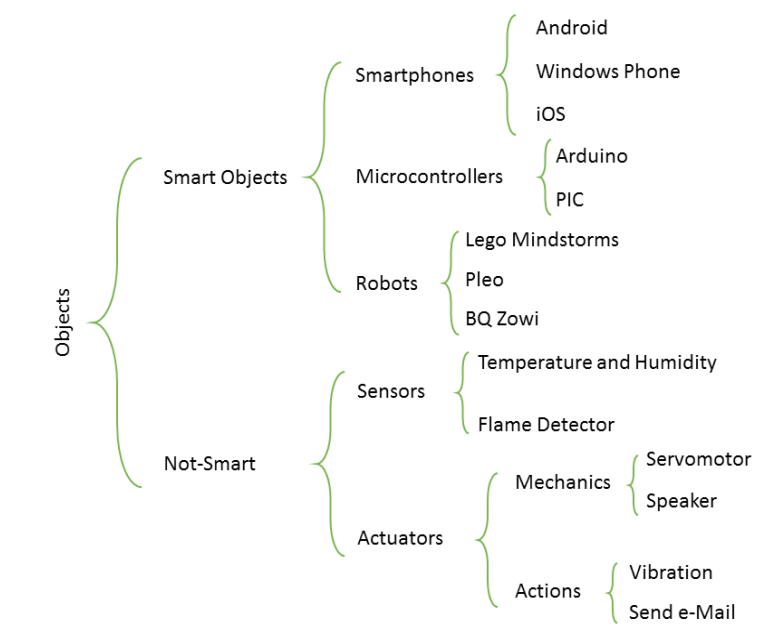 Objects
Smart Objects
Smartphones
Android
Windows Phone
iOS
Microcontrollers
Arduino
PIC
Robots
Lego Mindstorms
Pleo
BQ Zowi
Not-Smart
Sensors
Temperature and Humidity
Flame Detector
Actuators
Mechanics
Servomotor
Speaker
Actions
Vibration
Send e-Mail